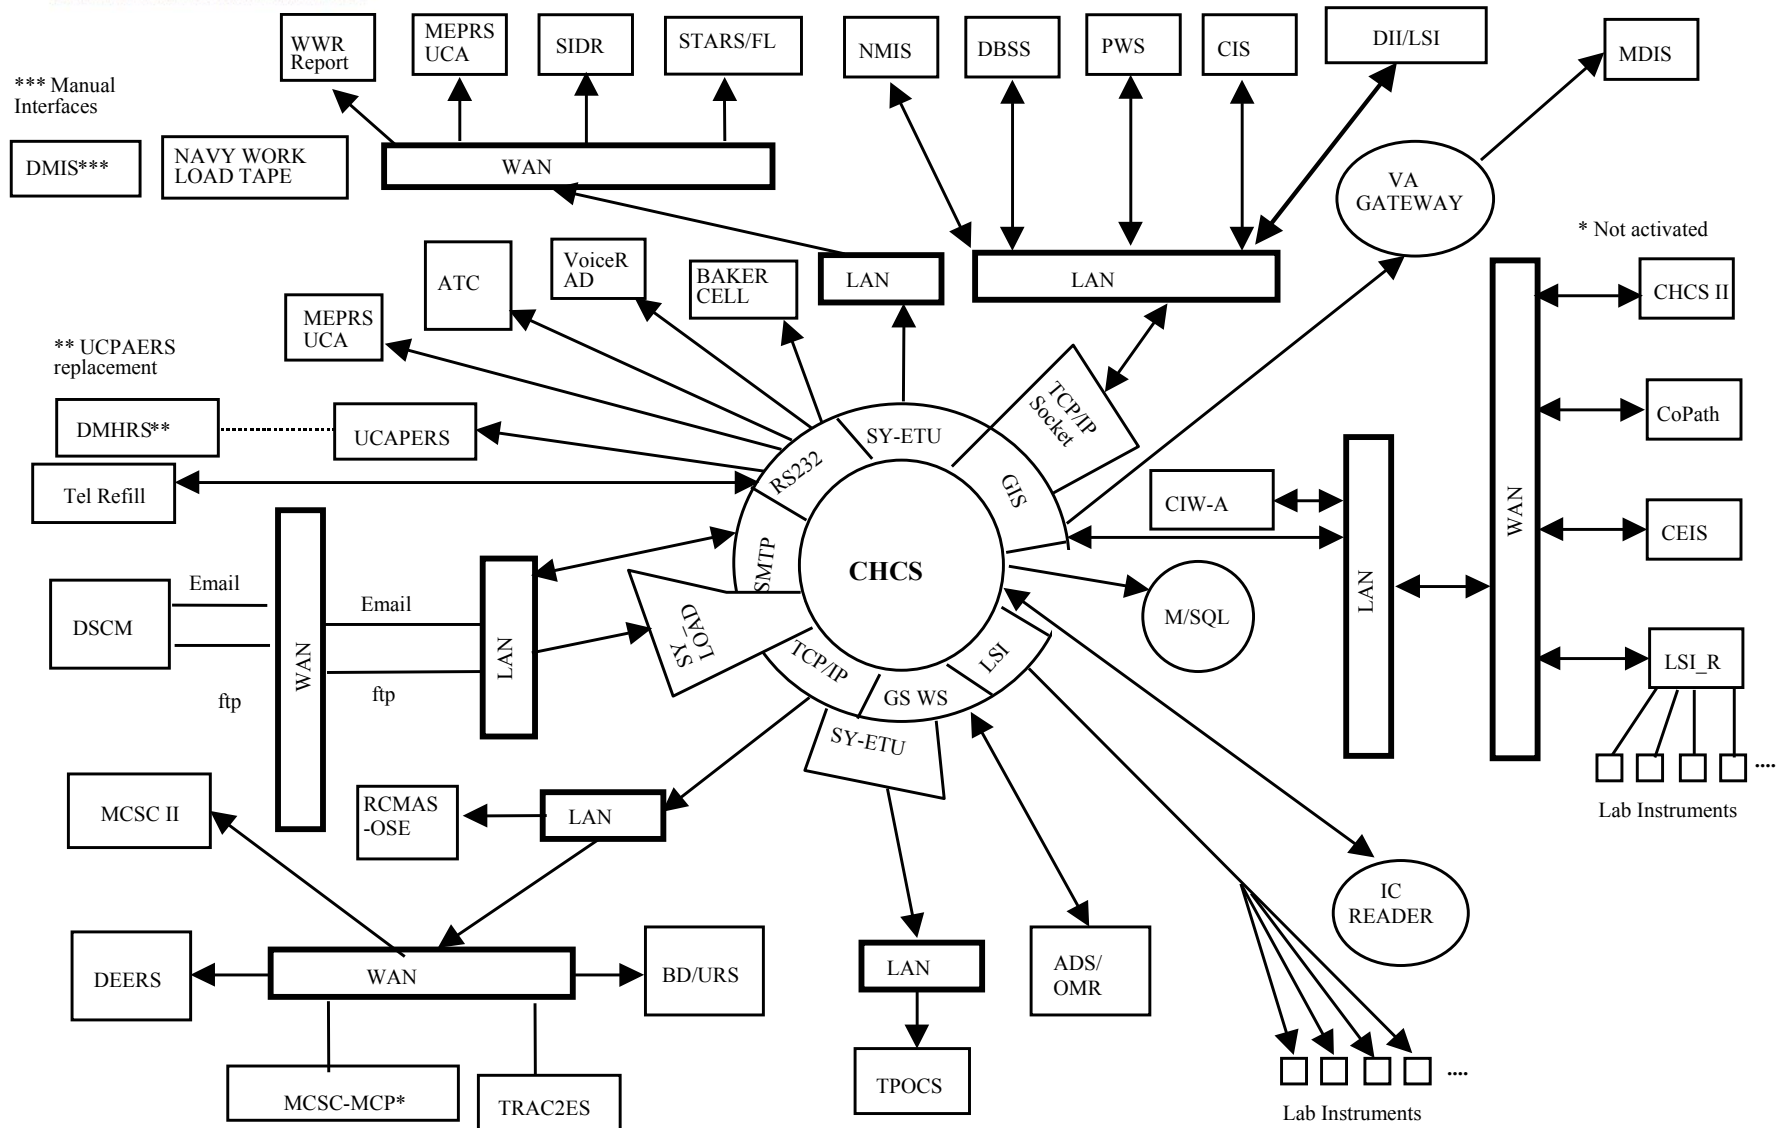 WWR
Report
MEPRS
UCA
SIDR
STARS/FL
NMIS
DBSS
PWS
CIS
DII/LSI
MDIS
*** Manual
Interfaces
DMIS***
NAVY WORK
LOAD TAPE
WAN
VA
GATEWAY
* Not activated
ATC
VoiceR
AD
BAKER
CELL
LAN
LAN
CHCS II
MEPRS
UCA
** UCPAERS
replacement
DMHRS**
UCAPERS
Tel Refill
RS232
SY-ETU
TCP/IP
Socket
GIS
CIW-A
CoPath
WAN
CEIS
LAN
SMTP
CHCS
M/SQL
Email
Email
DSCM
WAN
LAN
ftp
ftp
SY_
LOAD
TCP/IP
GS WS
LSI
SY-ETU
LSI_R
....
Lab Instruments
MCSC II
RCMAS
-OSE
LAN
IC
READER
DEERS
WAN
BD/URS
LAN
ADS/
OMR
MCSC-MCP*
TRAC2ES
TPOCS
....
Lab Instruments